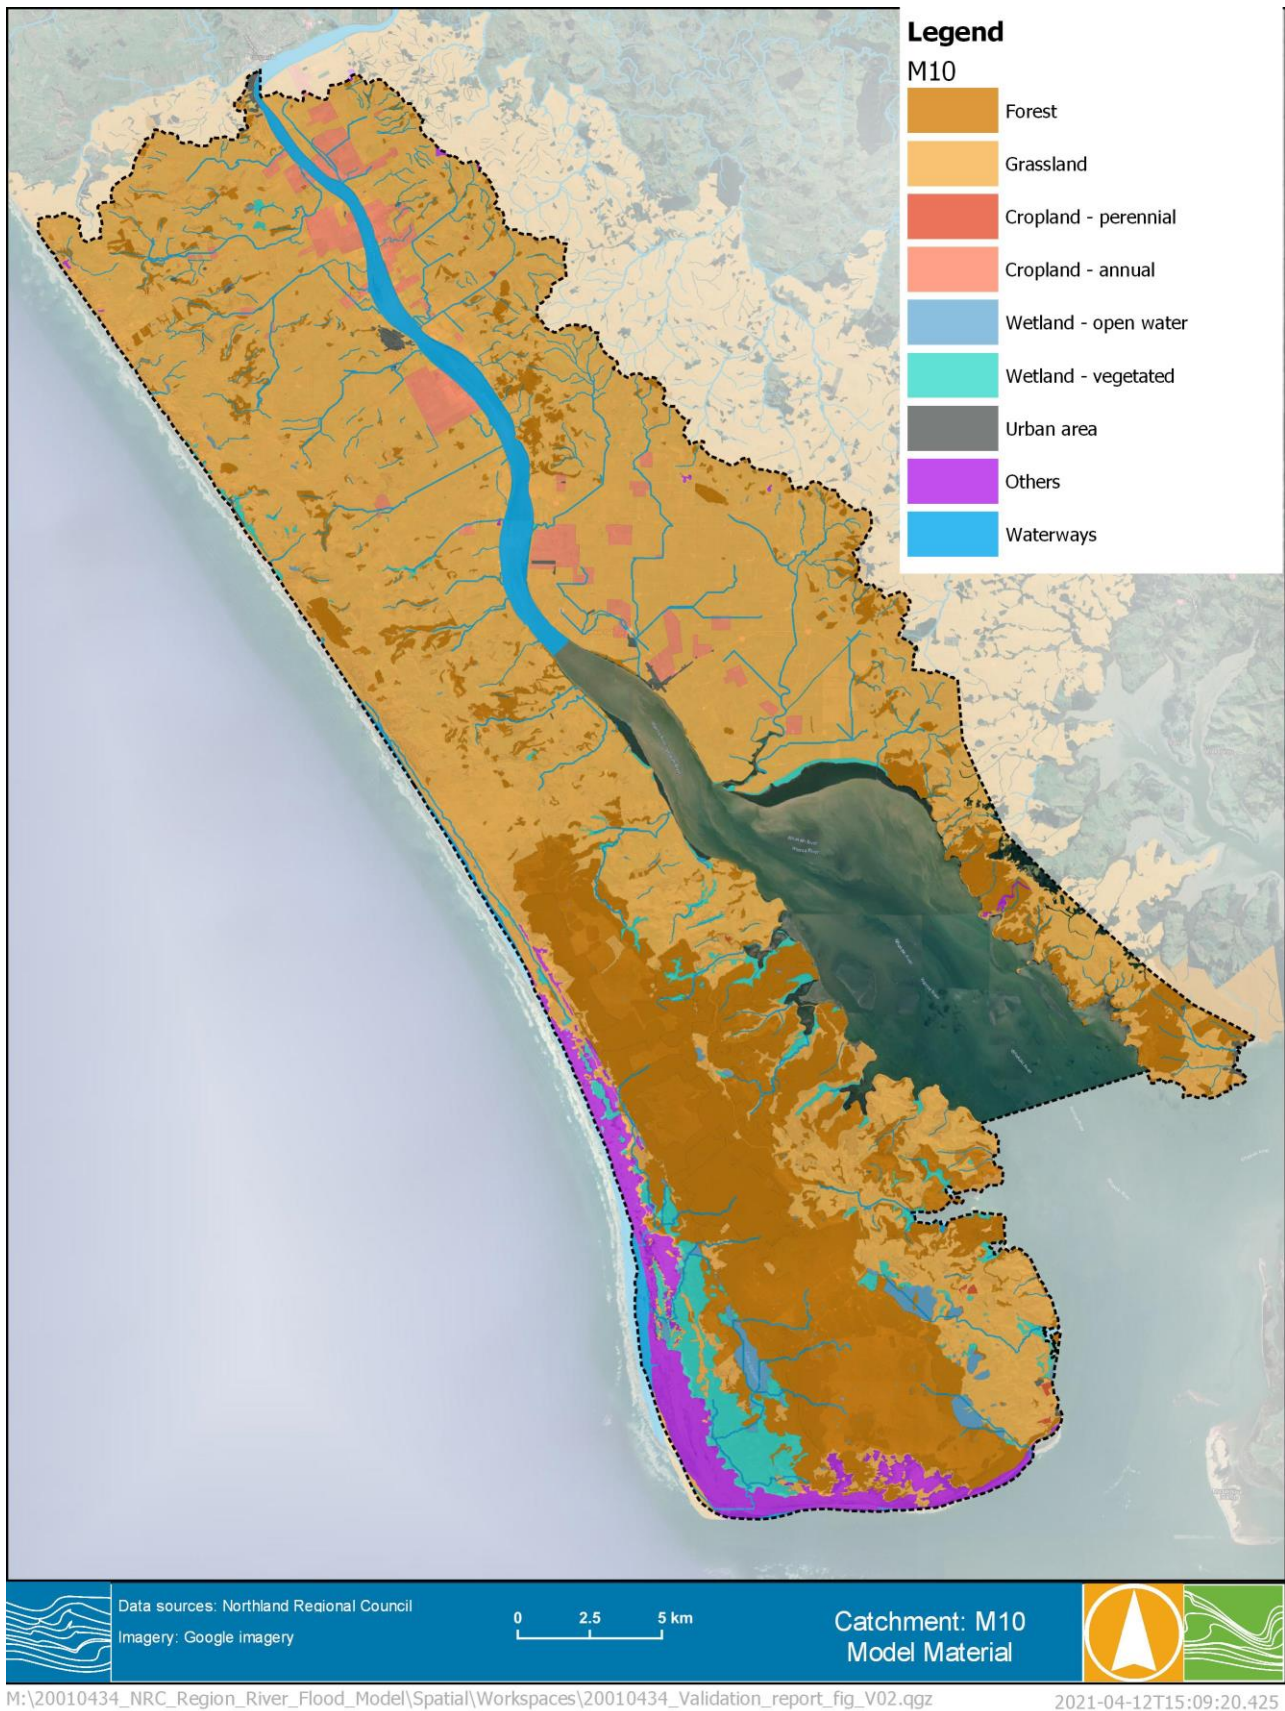 Legend
M10
Forest
Grassland
Cropland - perennial
Cropland - annual
Wetland - open water
Wetland - vegetated
Urban area
Others
Waterways
Data sources: Northland Regional Council
Imagery: Google imagery
0 2.5 5 km
Catchment: M10
Model Material
M:\20010434_NRC_Region_River_Flood_Model\Spatial\Workspaces\20010434_Validation_report_fig_V02.qgz
2021-04-12T15:09:20.425